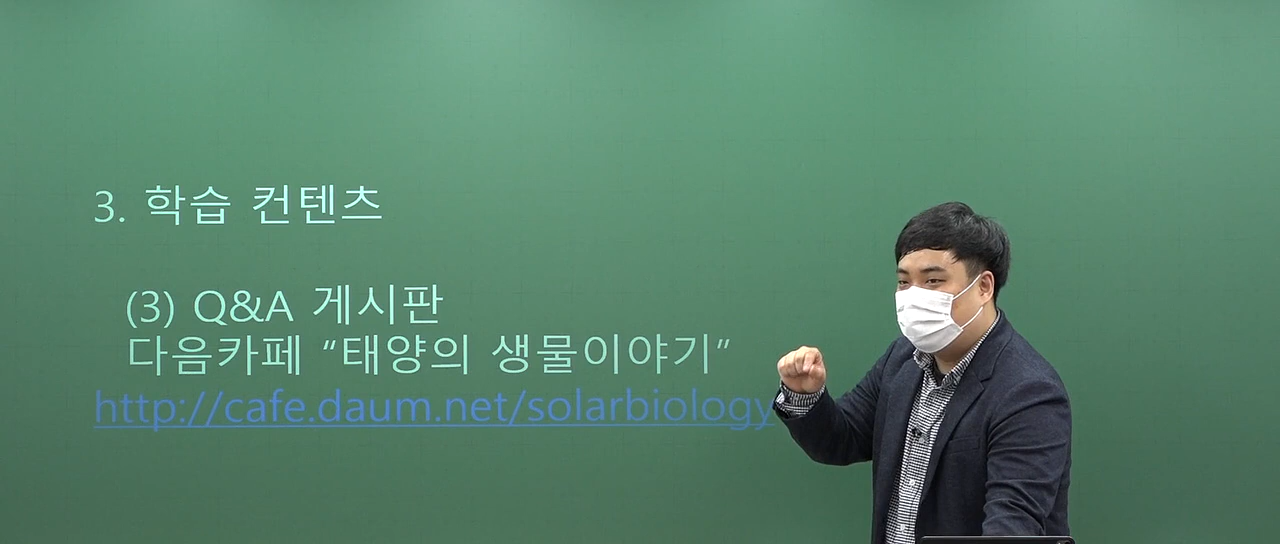 3. 학습 컨텐츠
(3) Q&A 게시판
다음카페 “태양의 생물이야기”
http://cafe.daum.net/solarbiology